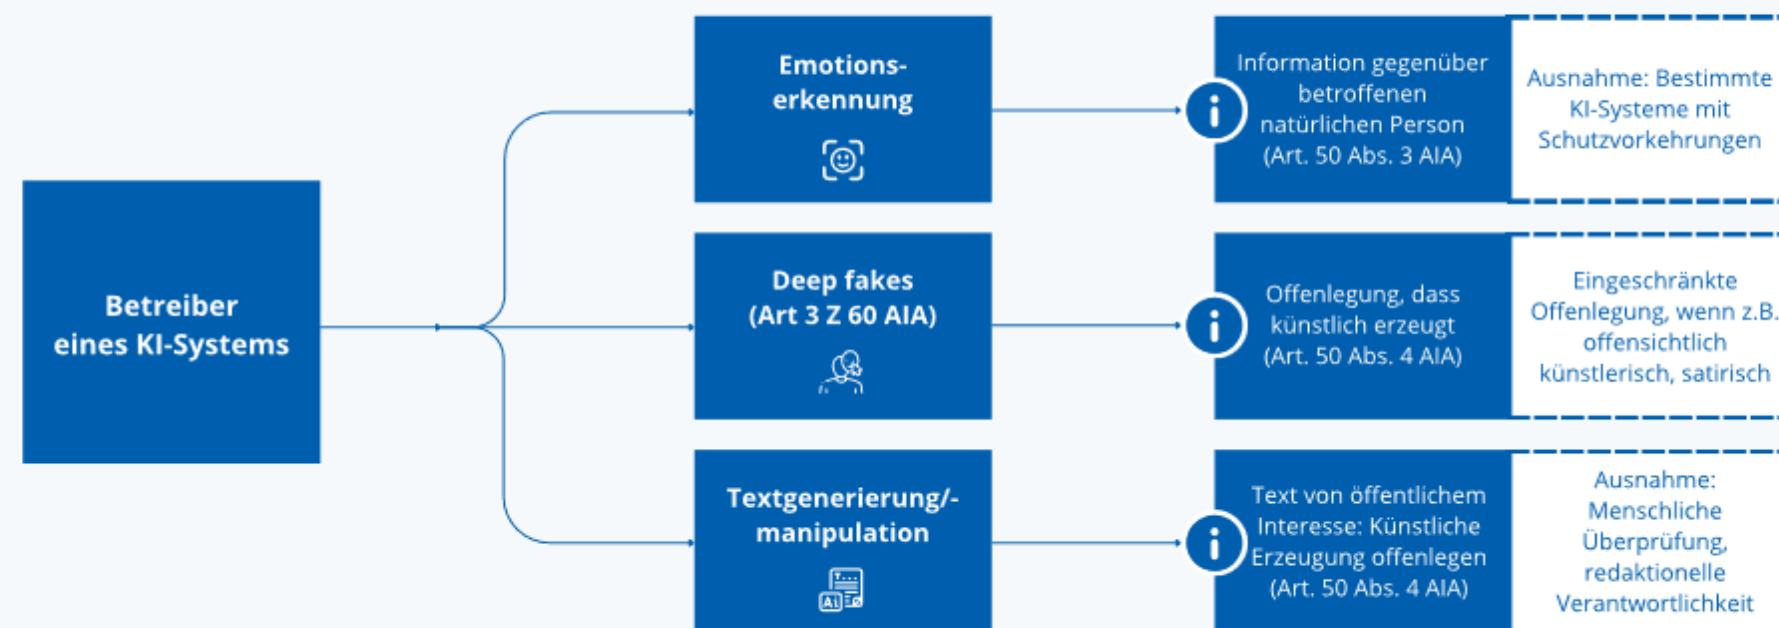 Betreiber
eines KI-Systems
Emotions-
erkennung
Information gegenüber
betroffenen
natürlichen Person
(Art. 50 Abs. 3 AIA)
Ausnahme: Bestimmte
KI-Systeme mit
Schutzvorkehrungen
Deep fakes
(Art 3 Z 60 AIA)
Offenlegung, dass
künstlich erzeugt
(Art. 50 Abs. 4 AIA)
Eingeschränkte
Offenlegung, wenn z.B.
offensichtlich
künstlerisch, satirisch
Textgenerierung/-
manipulation
T...
AI
Text von öffentlichem
Interesse: Künstliche
Erzeugung offenlegen
(Art. 50 Abs. 4 AIA)
Ausnahme:
Menschliche
Überprüfung,
redaktionelle
Verantwortlichkeit